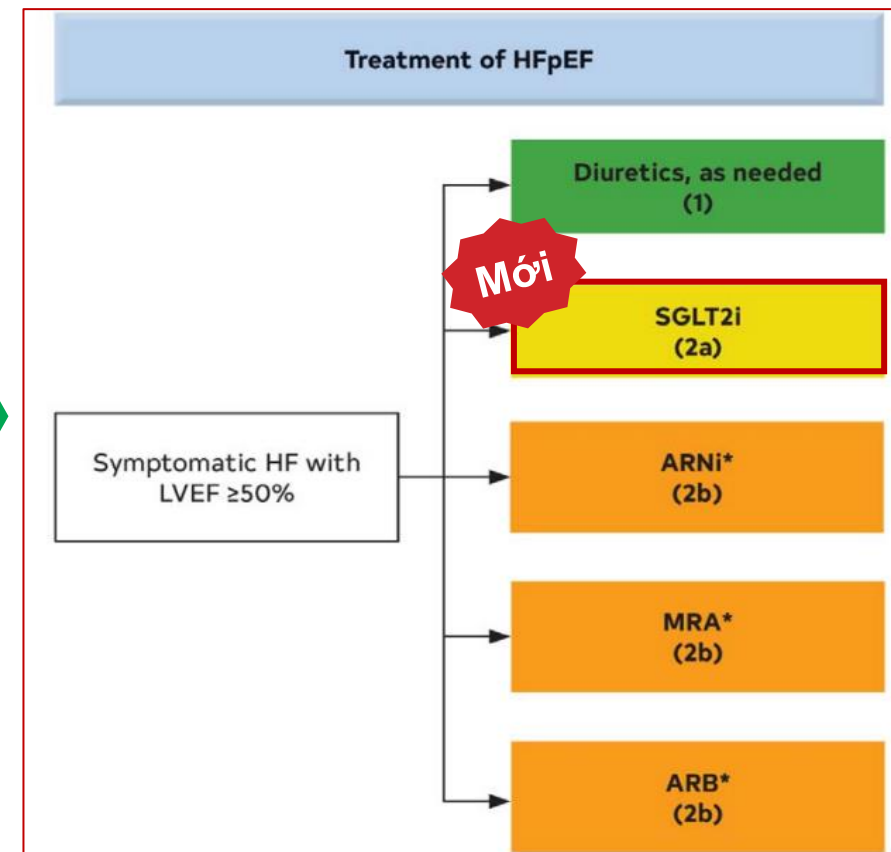 Treatment of HFpEF
Diuretics, as needed
(1)
Mới
SGLT2i
(2a)
Symptomatic HF with
LVEF ≥50%
ARNi*
(2b)
MRA*
(2b)
ARB*
(2b)